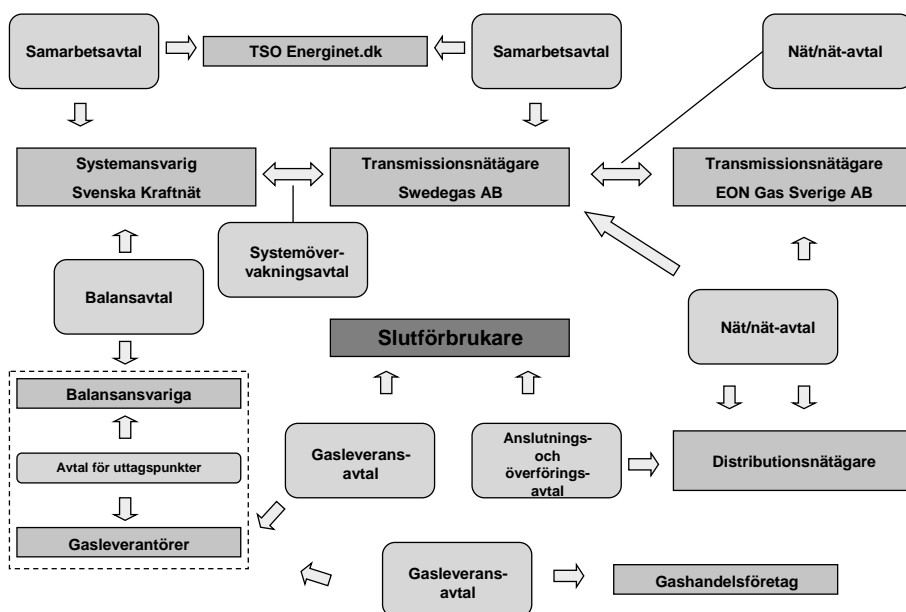 Samarbetsavtal
TSO Energinet.dk
Samarbetsavtal
Nät/nät-avtal
Systemansvarig
Svenska Kraftnät
Transmissionsnätägare
Swedegas AB
Transmissionsnätägare
EON Gas Sverige AB
Systemöver-
vakningsavtal
Balansavtal
Nät/nät-avtal
Slutförbrukare
Balansansvariga
Avtal för uttagspunkter
Gasleverantörer
Gasleverans-
avtal
Anslutnings-
och
överförings-
avtal
Distributionsnätägare
Gasleverans-
avtal
Gashandelsföretag